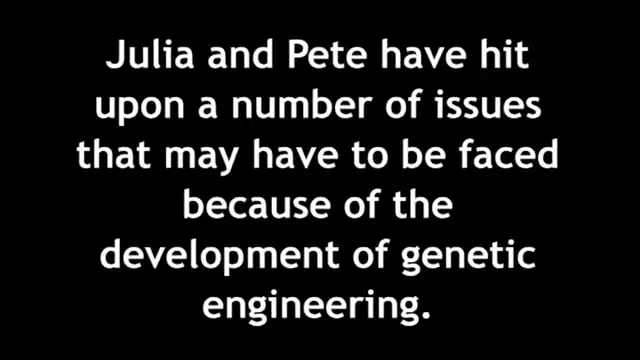 Julia and Pete have hit
upon a number of issues
that may have to be faced
because of the
development of genetic
engineering.